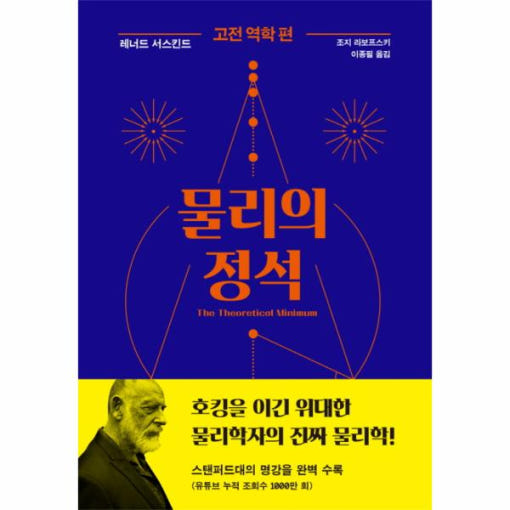 고전 역학 편
레너드 서스킨드
조지 라보프스키
이종필 옮김
물리의
정석
The Theoretical Minimum
호킹을 이긴 위대한
물리학자의 진짜 물리학!
스탠퍼드대의 명강을 완벽 수록
(유튜브 누적 조회수 1000만 회)